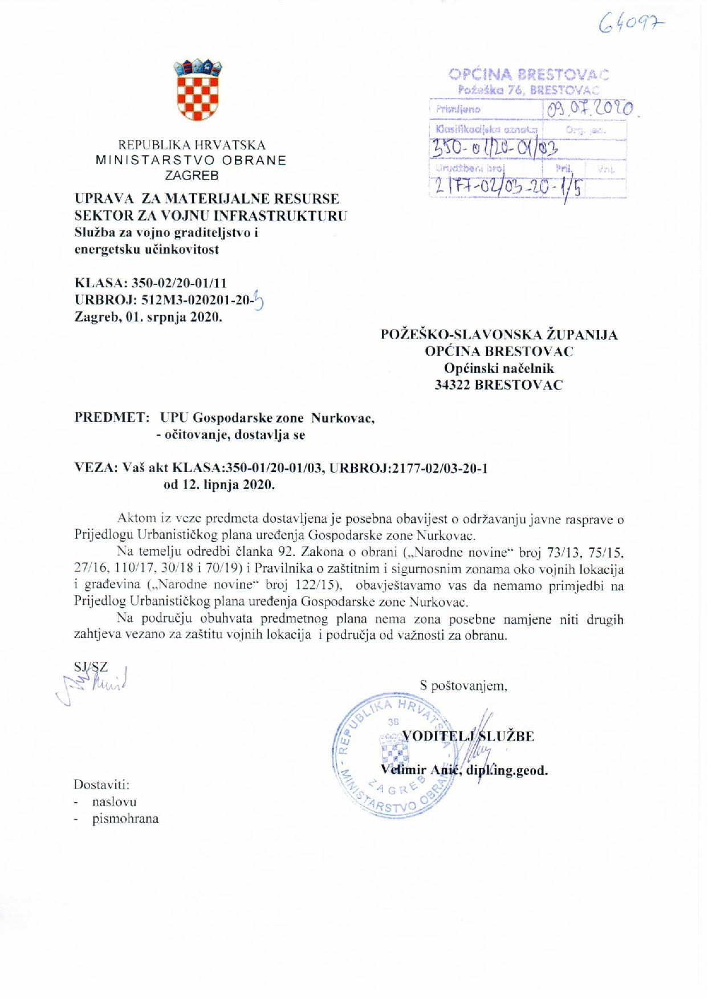 64097
OPĆINA BRESTOVAC
Požeška 76, BRESTOVAC
Primljeno 09.07.2020.
Klasifikacijska oznaka Org. jed.
350-01/20-01/03
Urudžbeni broj Pril. Vrij.
2177-02/03-20-1/5
REPUBLIKA HRVATSKA
MINISTARSTVO OBRANE
ZAGREB
UPRAVA ZA MATERIJALNE RESURSE
SEKTOR ZA VOJNU INFRASTRUKTURU
Služba za vojno graditeljstvo i
energetsku učinkovitost
KLASA: 350-02/20-01/11
URBROJ: 512M3-020201-20-3
Zagreb, 01. srpnja 2020.
POŽEŠKO-SLAVONSKA ŽUPANIJA
OPĆINA BRESTOVAC
Općinski načelnik
34322 BRESTOVAC
PREDMET: UPU Gospodarske zone Nurkovac,
- očitovanje, dostavlja se
VEZA: Vaš akt KLASA:350-01/20-01/03, URBROJ:2177-02/03-20-1
od 12. lipnja 2020.
Aktom iz veze predmeta dostavljena je posebna obavijest o održavanju javne rasprave o
Prijedlogu Urbanističkog plana uređenja Gospodarske zone Nurkovac.
Na temelju odredbi članka 92. Zakona o obrani („Narodne novine“ broj 73/13, 75/15,
27/16, 110/17, 30/18 i 70/19) i Pravilnika o zaštitnim i sigurnosnim zonama oko vojnih lokacija
i građevina („Narodne novine“ broj 122/15), obavještavamo vas da nemamo primjedbi na
Prijedlog Urbanističkog plana uređenja Gospodarske zone Nurkovac.
Na području obuhvata predmetnog plana nema zona posebne namjene niti drugih
zahtjeva vezano za zaštitu vojnih lokacija i područja od važnosti za obranu.
SJ/SZ
S poštovanjem,
REPUBLIKA HRVATSKA - MINISTARSTVO OBRANE -
38
ZAGREB
VODITELJ SLUŽBE
Velimir Anić, dipl.ing.geod.
Dostaviti:
- naslovu
- pismohrana